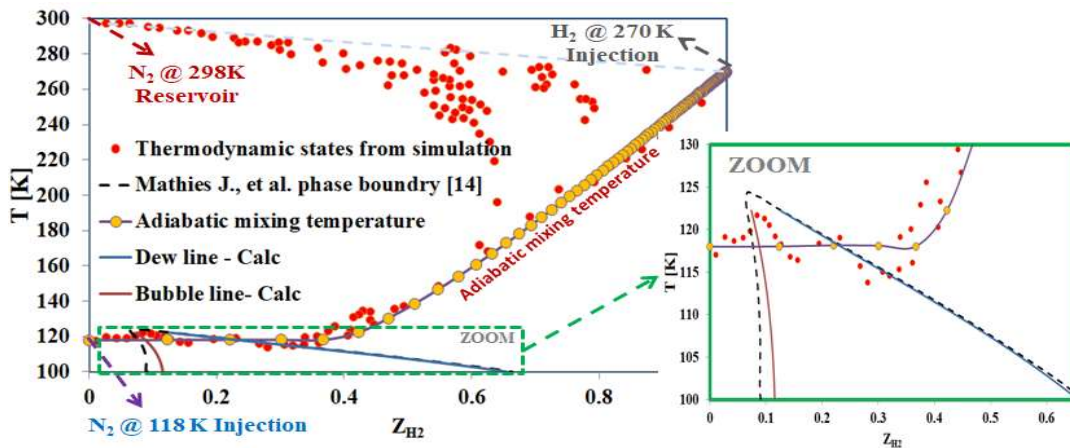 300
280
260
240
220
200
180
160
140
120
100
T [K]
0
0.2
0.4
0.6
0.8
Z_H2
N₂ @ 298K
Reservoir
H₂ @ 270 K
Injection
Thermodynamic states from simulation
Mathies J., et al. phase boundry [14]
Adiabatic mixing temperature
Dew line - Calc
Bubble line- Calc
Adiabatic mixing temperature
ZOOM
N₂ @ 118 K Injection
ZOOM
130
125
120
115
110
105
100
T [K]
0
0.1
0.2
0.3
0.4
0.5
0.6
Z_H2